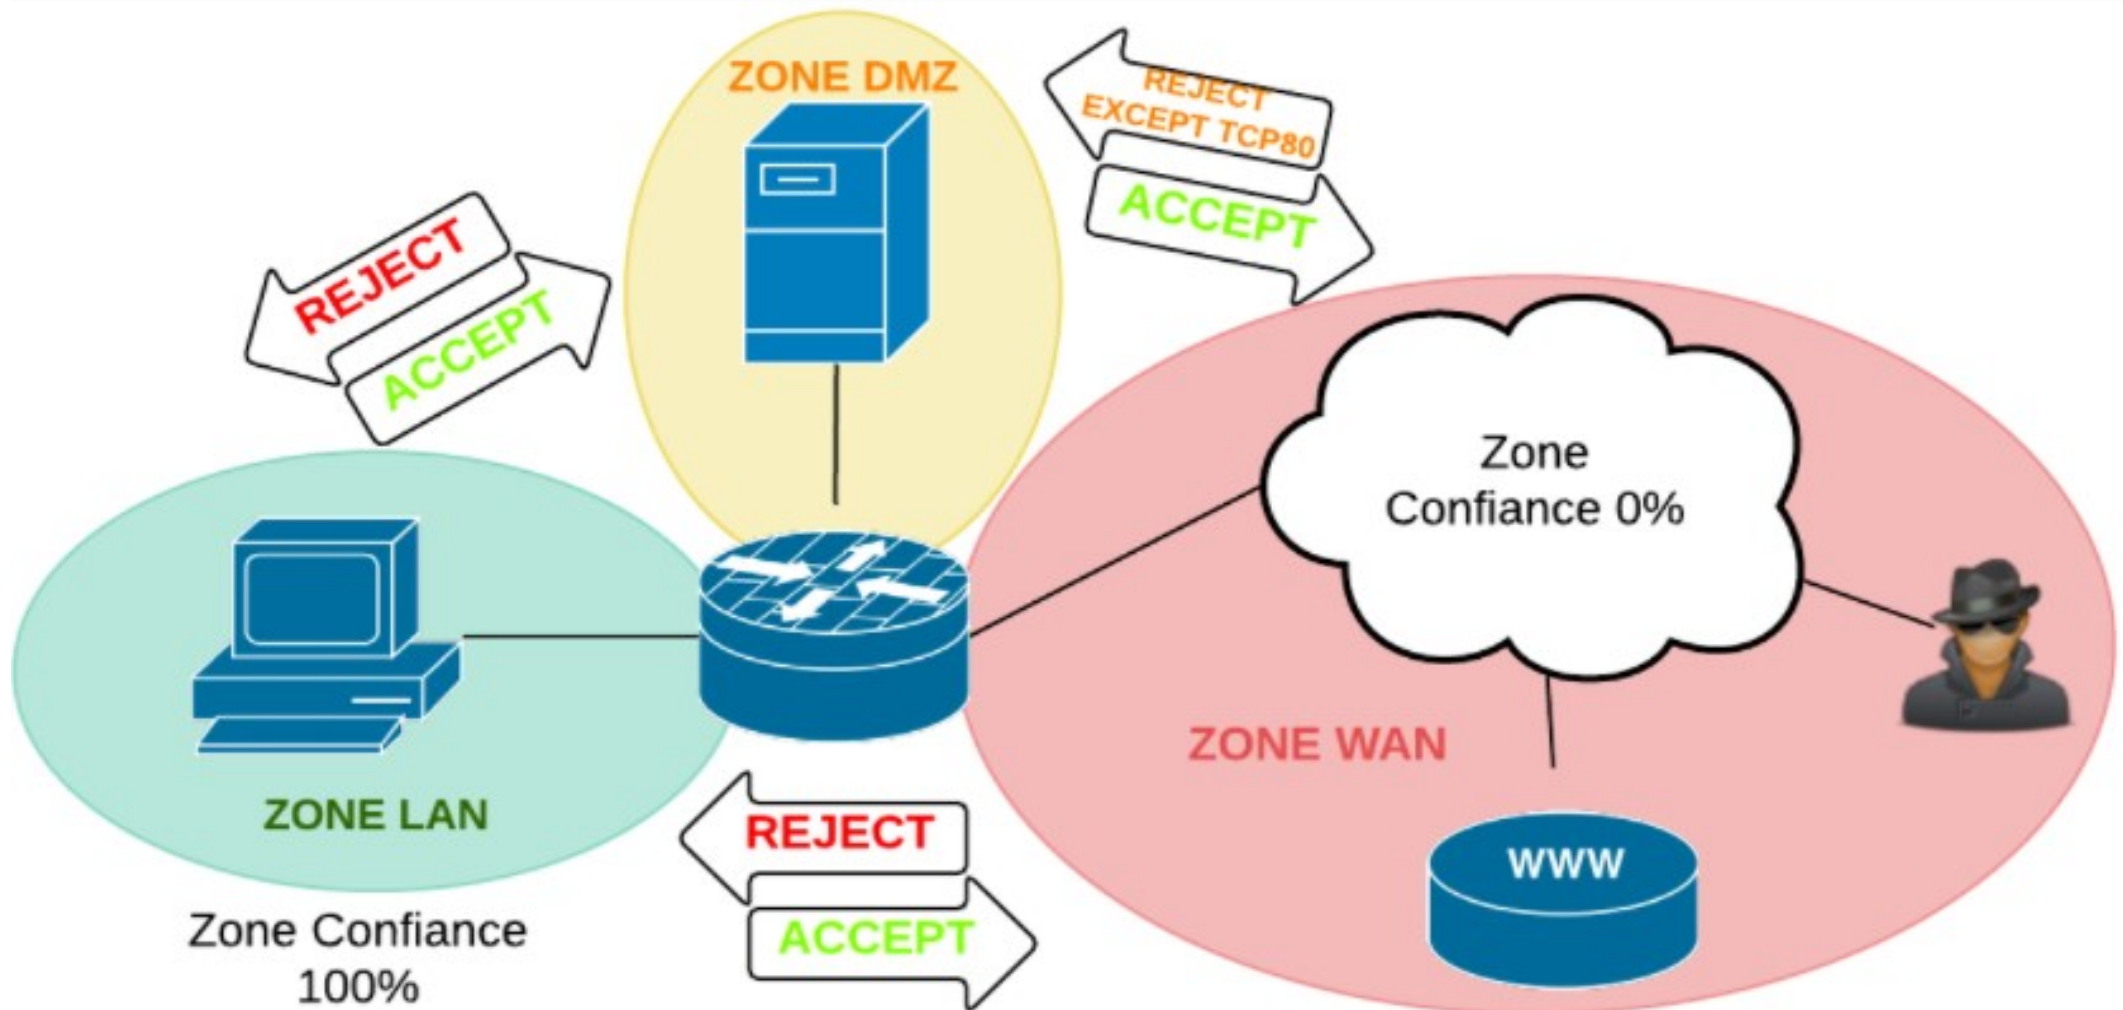 ZONE DMZ
REJECT
EXCEPT TCP80
ACCEPT
REJECT
ACCEPT
Zone
Confiance 0%
ZONE WAN
ZONE LAN
REJECT
ACCEPT
WWW
Zone Confiance
100%